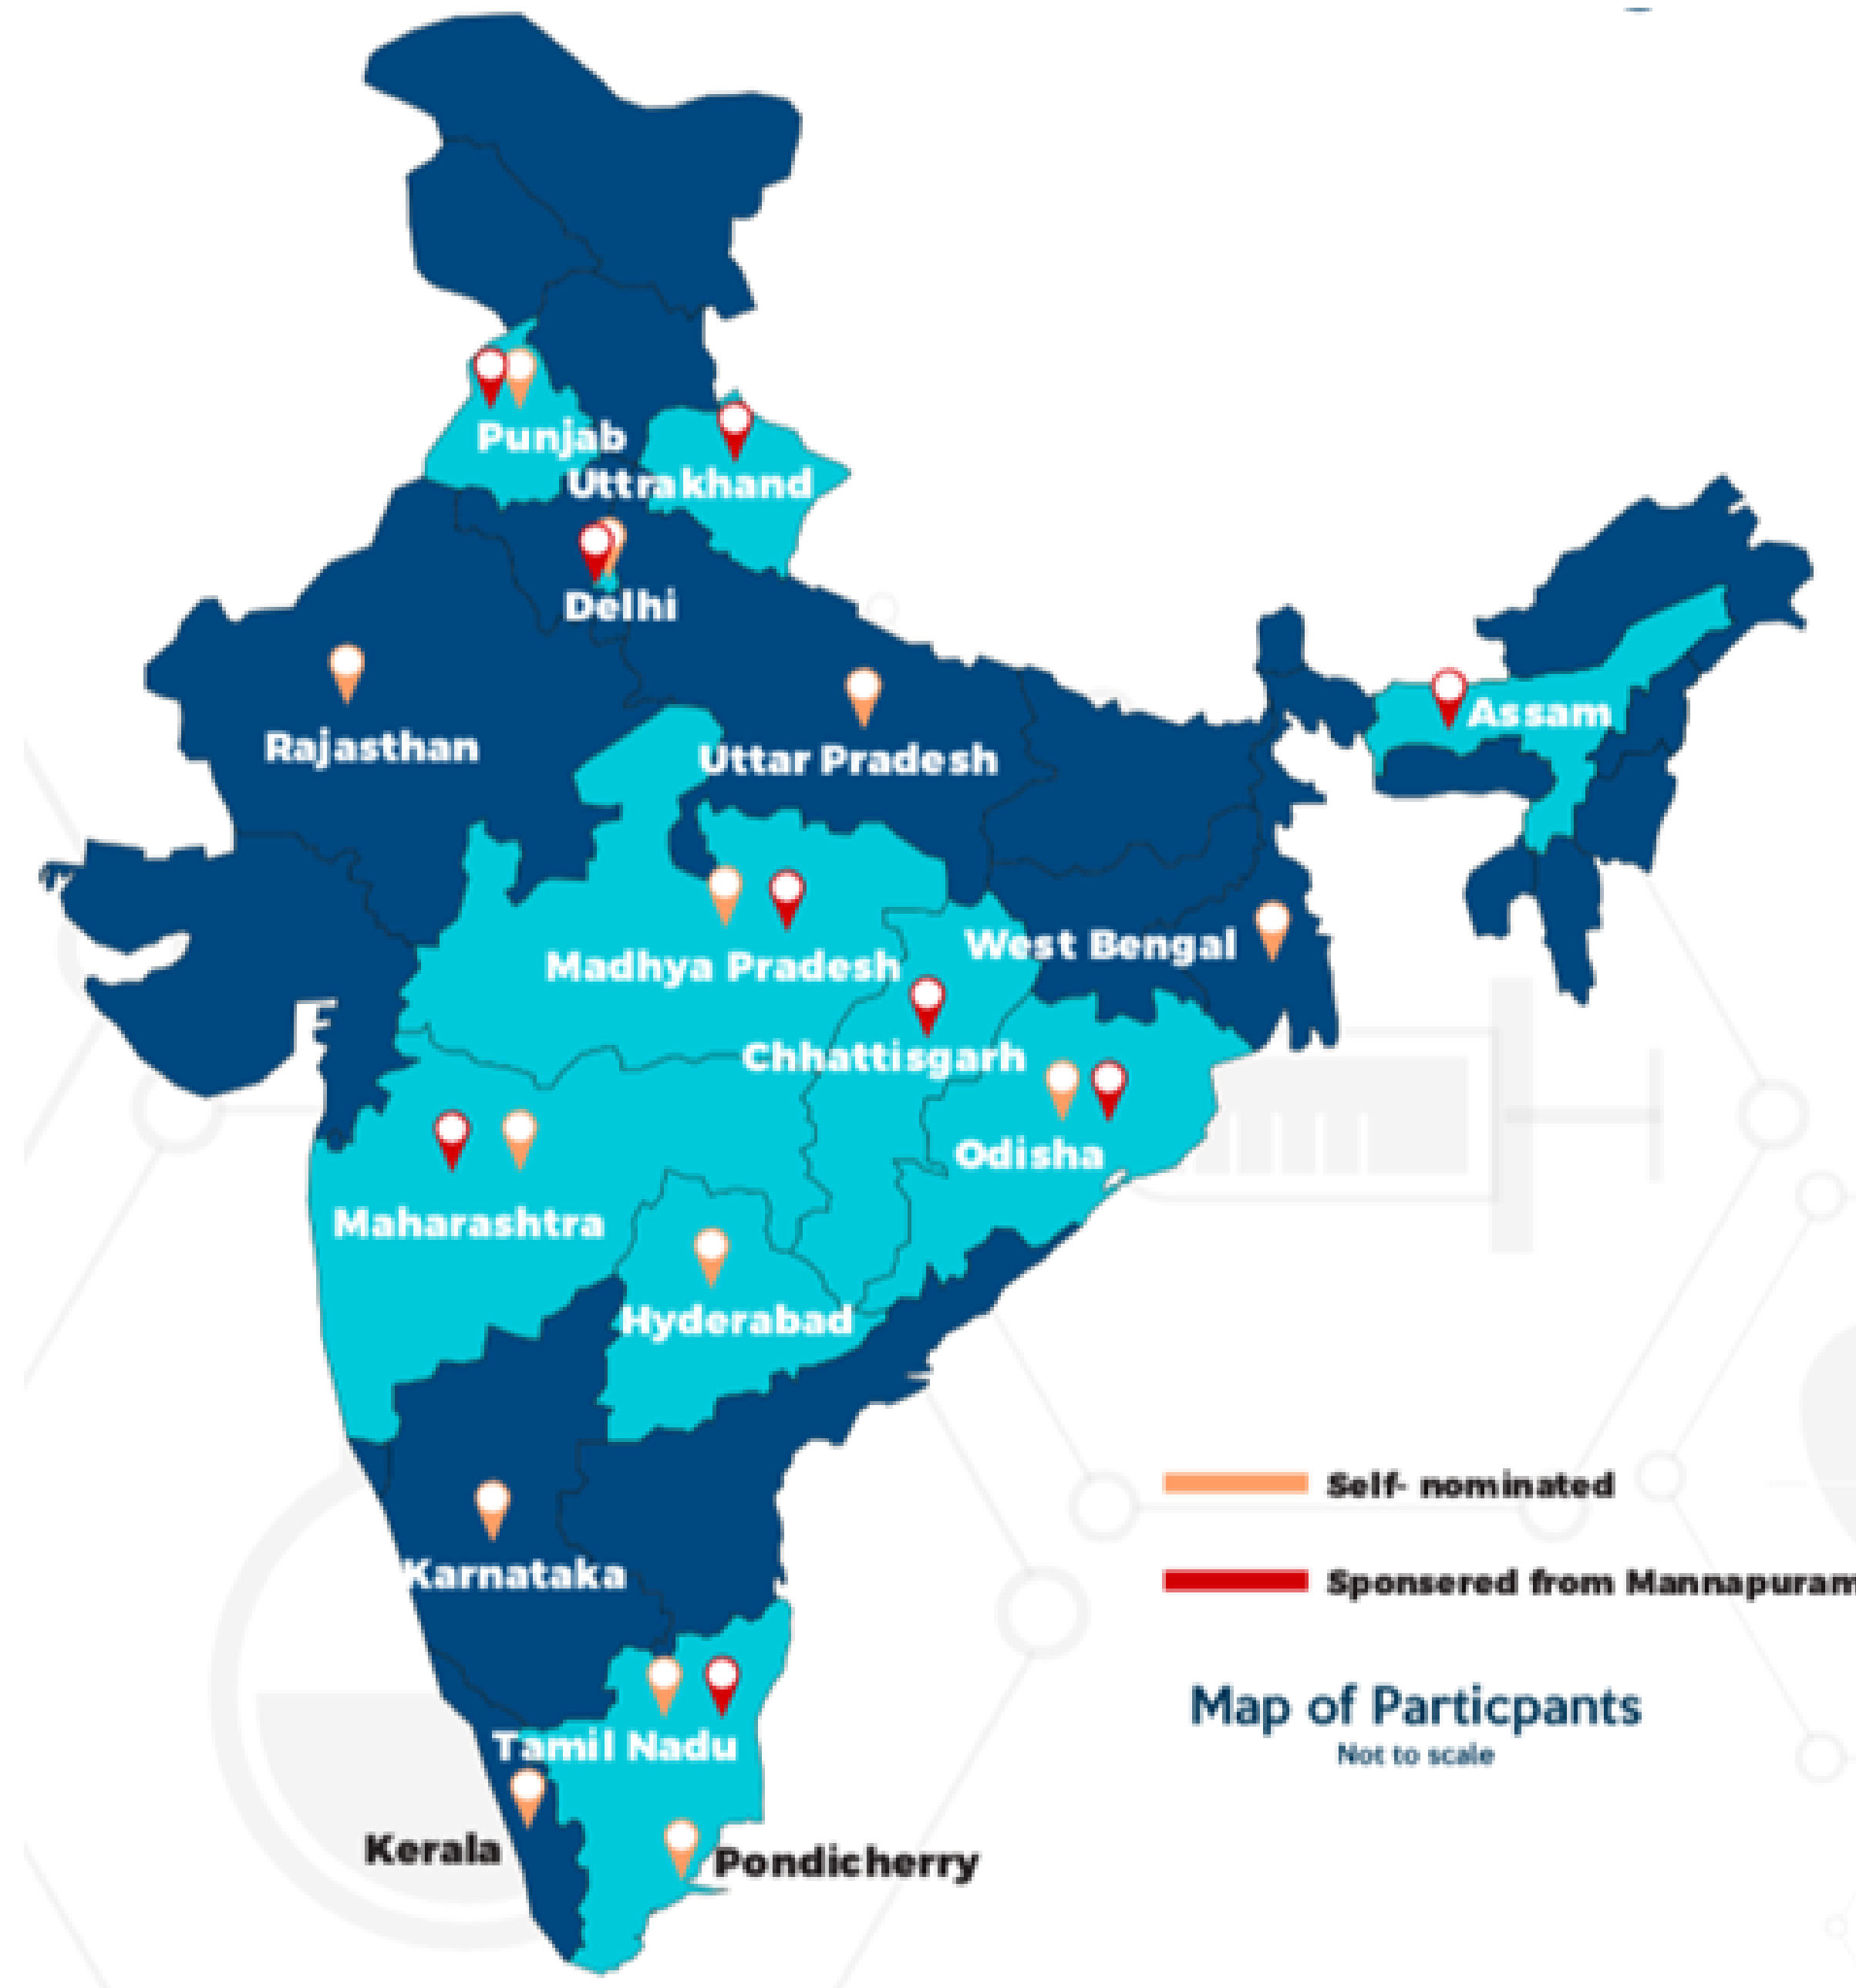 Punjab
Uttrakhand
Delhi
Rajasthan
Uttar Pradesh
Assam
Madhya Pradesh
West Bengal
Chhattisgarh
Odisha
Maharashtra
Hyderabad
Karnataka
Tamil Nadu
Kerala
Pondicherry
Self- nominated
Sponsered from Mannapuram
Map of Particpants
Not to scale